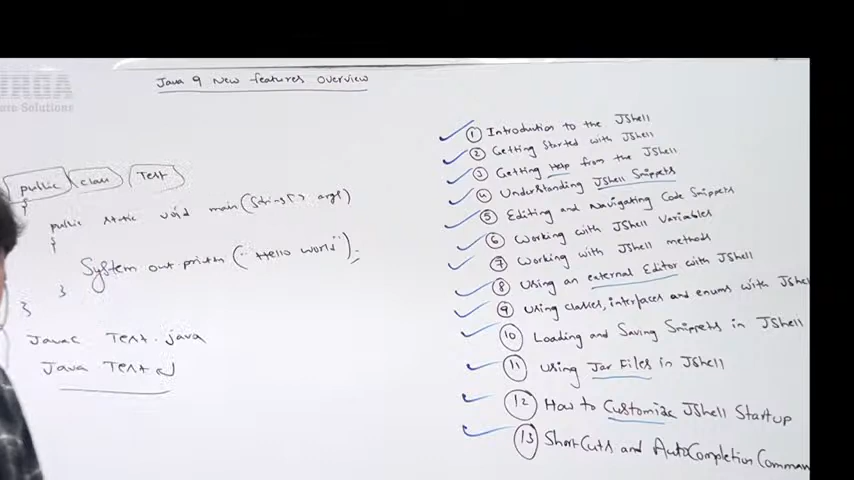 Java 9 New features Overview
public class Test
{
public static void main(String[] args)
{
System.out.println("Hello world");
}
}
Javac Test.java
Java Test ↵
① Introduction to the JShell
② Getting Started with JShell
③ Getting Help from the JShell
④ Understanding JShell Snippets
⑤ Editing and Navigating Code Snippets
⑥ Working with JShell Variables
⑦ Working with JShell methods
⑧ Using an external Editor with JShell
⑨ Using classes, interfaces and enums with JShe
⑩ Loading and Saving Snippets in JShell
⑪ Using Jar Files in JShell
⑫ How to Customize JShell Startup
⑬ ShortCuts and AutoCompletion Comman